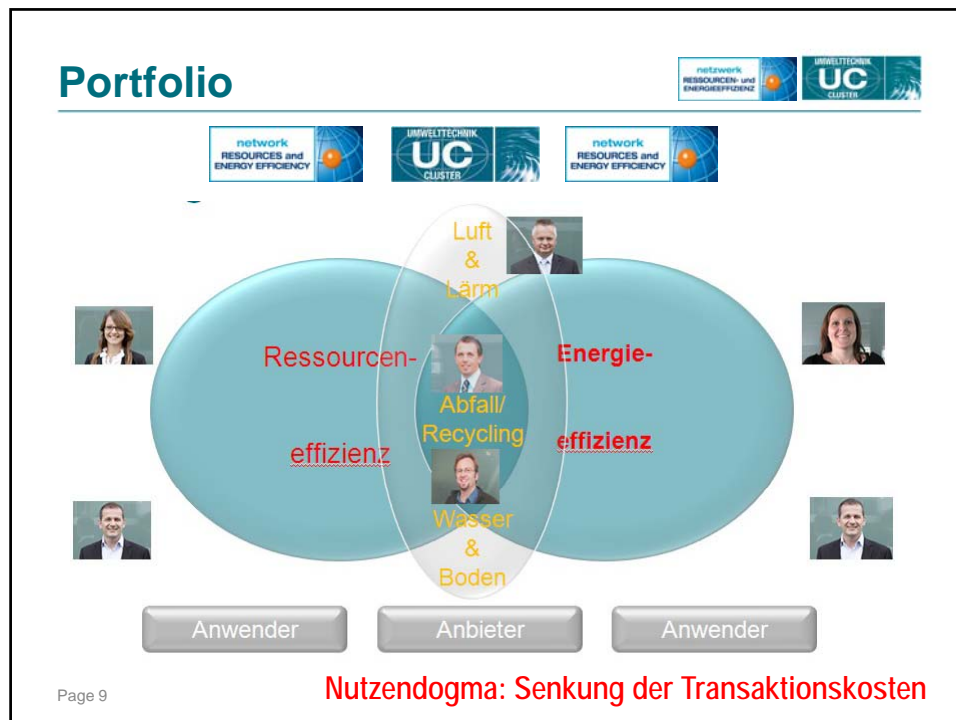 Portfolio
netzwerk
RESSOURCEN- und
ENERGIEEFFIZIENZ
UMWELTTECHNIK
UC
CLUSTER
network
RESOURCES and
ENERGY EFFICIENCY
UMWELTTECHNIK
UC
CLUSTER
network
RESOURCES and
ENERGY EFFICIENCY
Luft
&
Lärm
Ressourcen-
effizienz
Abfall/
Recycling
Energie-
effizienz
Wasser
&
Boden
Anwender
Anbieter
Anwender
Page 9
Nutzendogma: Senkung der Transaktionskosten